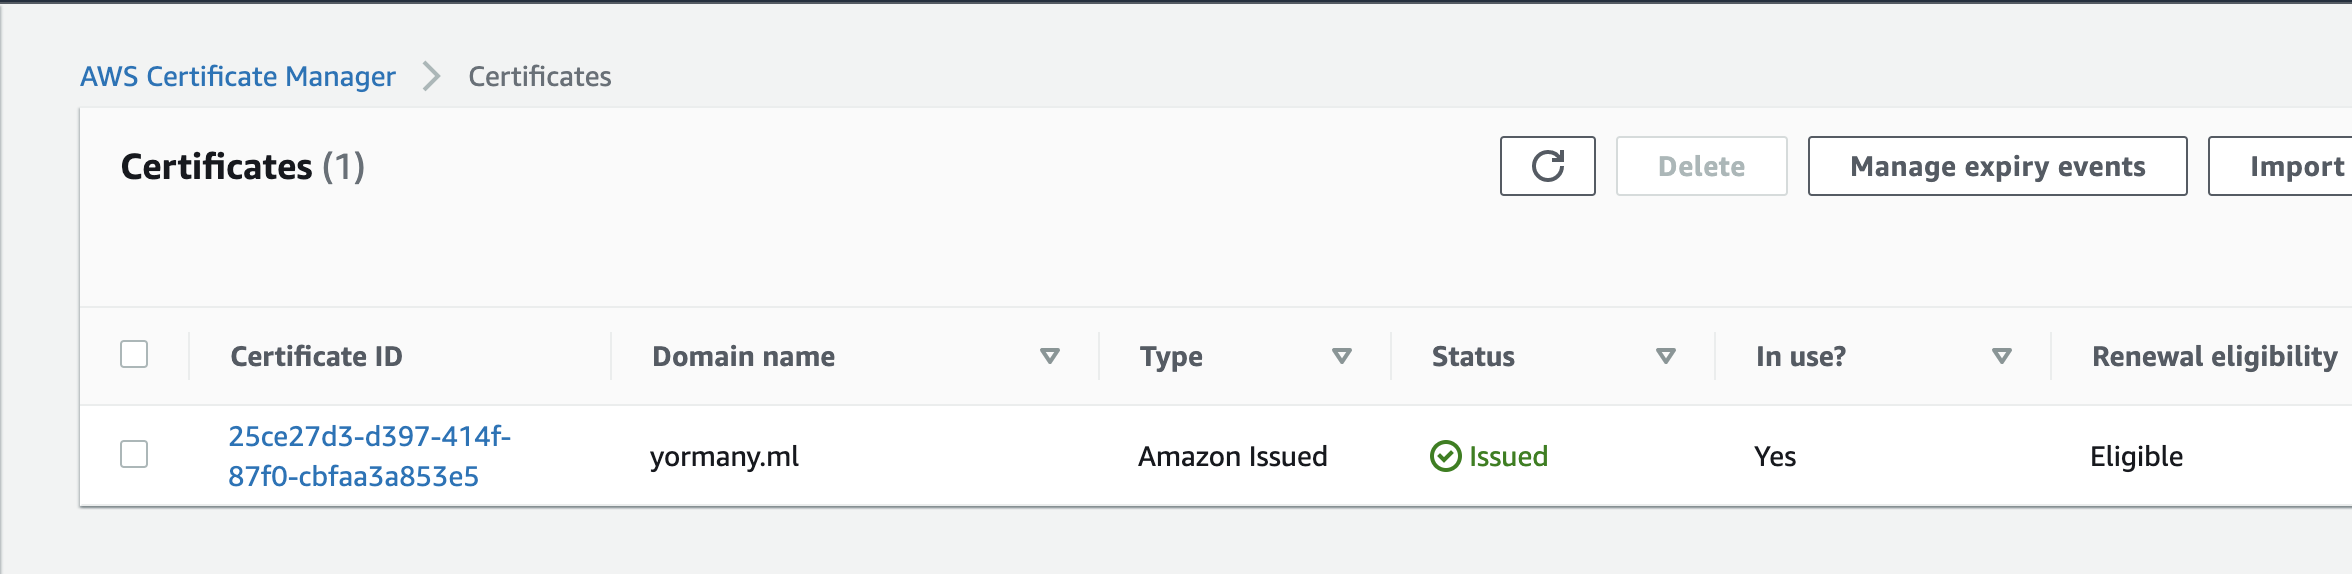 AWS Certificate Manager > Certificates
Certificates (1)
Delete
Manage expiry events
Import
Certificate ID
Domain name
Type
Status
In use?
Renewal eligibility
25ce27d3-d397-414f-
87f0-cbfaa3a853e5
yormany.ml
Amazon Issued
Issued
Yes
Eligible